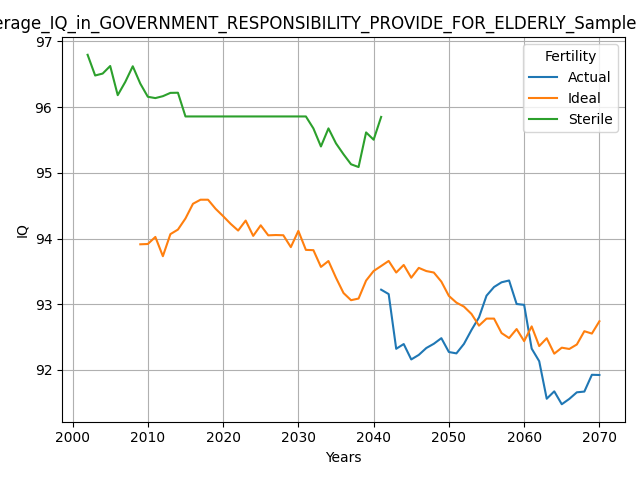 erage_IQ_in_GOVERNMENT_RESPONSIBILITY_PROVIDE_FOR_ELDERLY_Sample
97
96
95
94
93
92
IQ
Fertility
Actual
Ideal
Sterile
2000 2010 2020 2030 2040 2050 2060 2070
Years